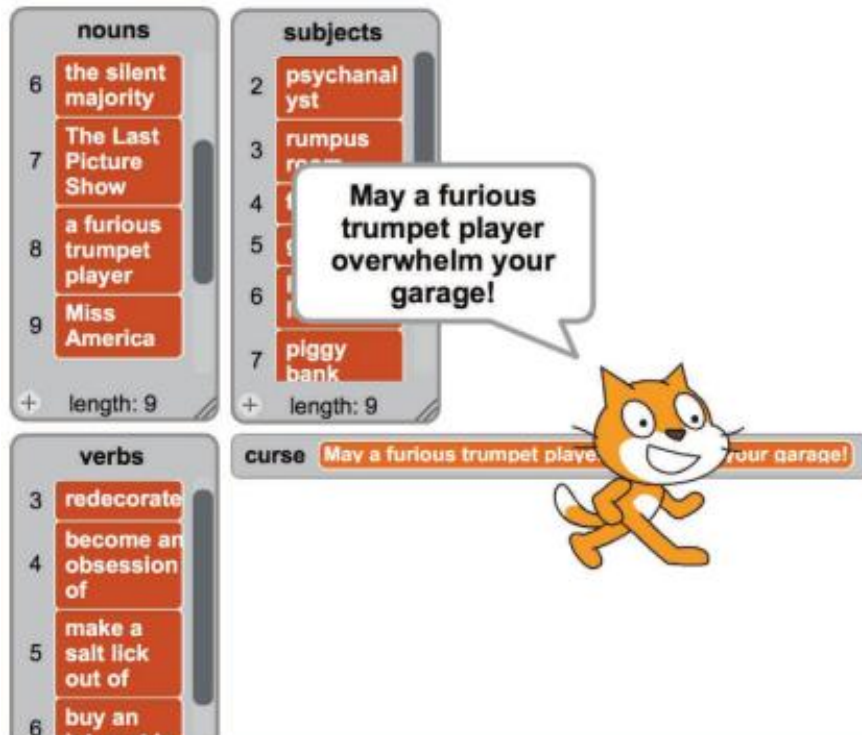 nouns
6
the silent
majority
7
The Last
Picture
Show
8
a furious
trumpet
player
9
Miss
America
+ length: 9
subjects
2
psychanal
yst
3
rumpus
4
5
6
7
piggy
bank
+ length: 9
May a furious
trumpet player
overwhelm your
garage!
verbs
3
redecorate
4
become an
obsession
of
5
make a
salt lick
out of
6
buy an
curse May a furious trumpet your garage!